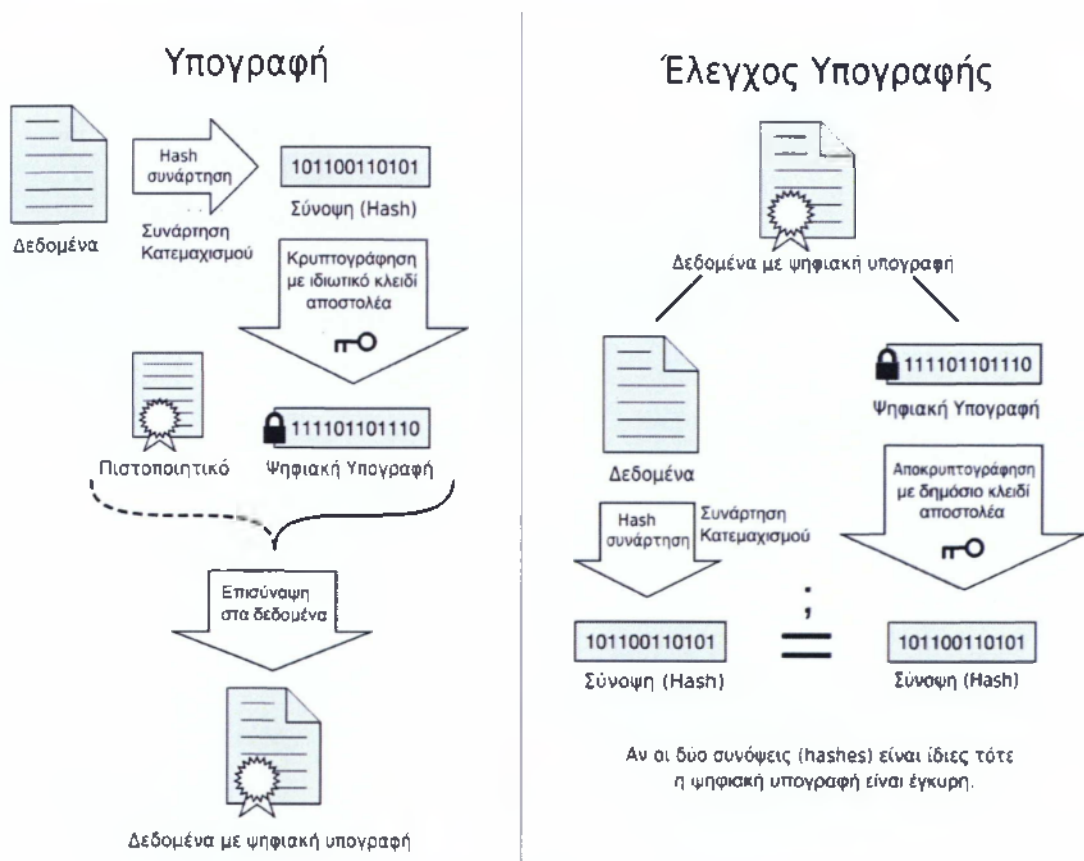 Υπογραφή
Hash
συνάρτηση
101100110101
Σύνοψη (Hash)
Δεδομένα
Συνάρτηση
Κατεμαχισμού
Κρυπτογράφηση
με ιδιωτικό κλειδί
αποστολέα
111101101110
Πιστοποιητικό
Ψηφιακή Υπογραφή
Επισύναψη
στα δεδομένα
Δεδομένα με ψηφιακή υπογραφή
Έλεγχος Υπογραφής
Δεδομένα με ψηφιακή υπογραφή
111101101110
Ψηφιακή Υπογραφή
Δεδομένα
Αποκρυπτογράφηση
με δημόσιο κλειδί
αποστολέα
Hash
συνάρτηση
Συνάρτηση
Κατεμαχισμού
;
=
101100110101
101100110101
Σύνοψη (Hash)
Σύνοψη (Hash)
Αν οι δύο συνόψεις (hashes) είναι ίδιες τότε
η ψηφιακή υπογραφή είναι έγκυρη.